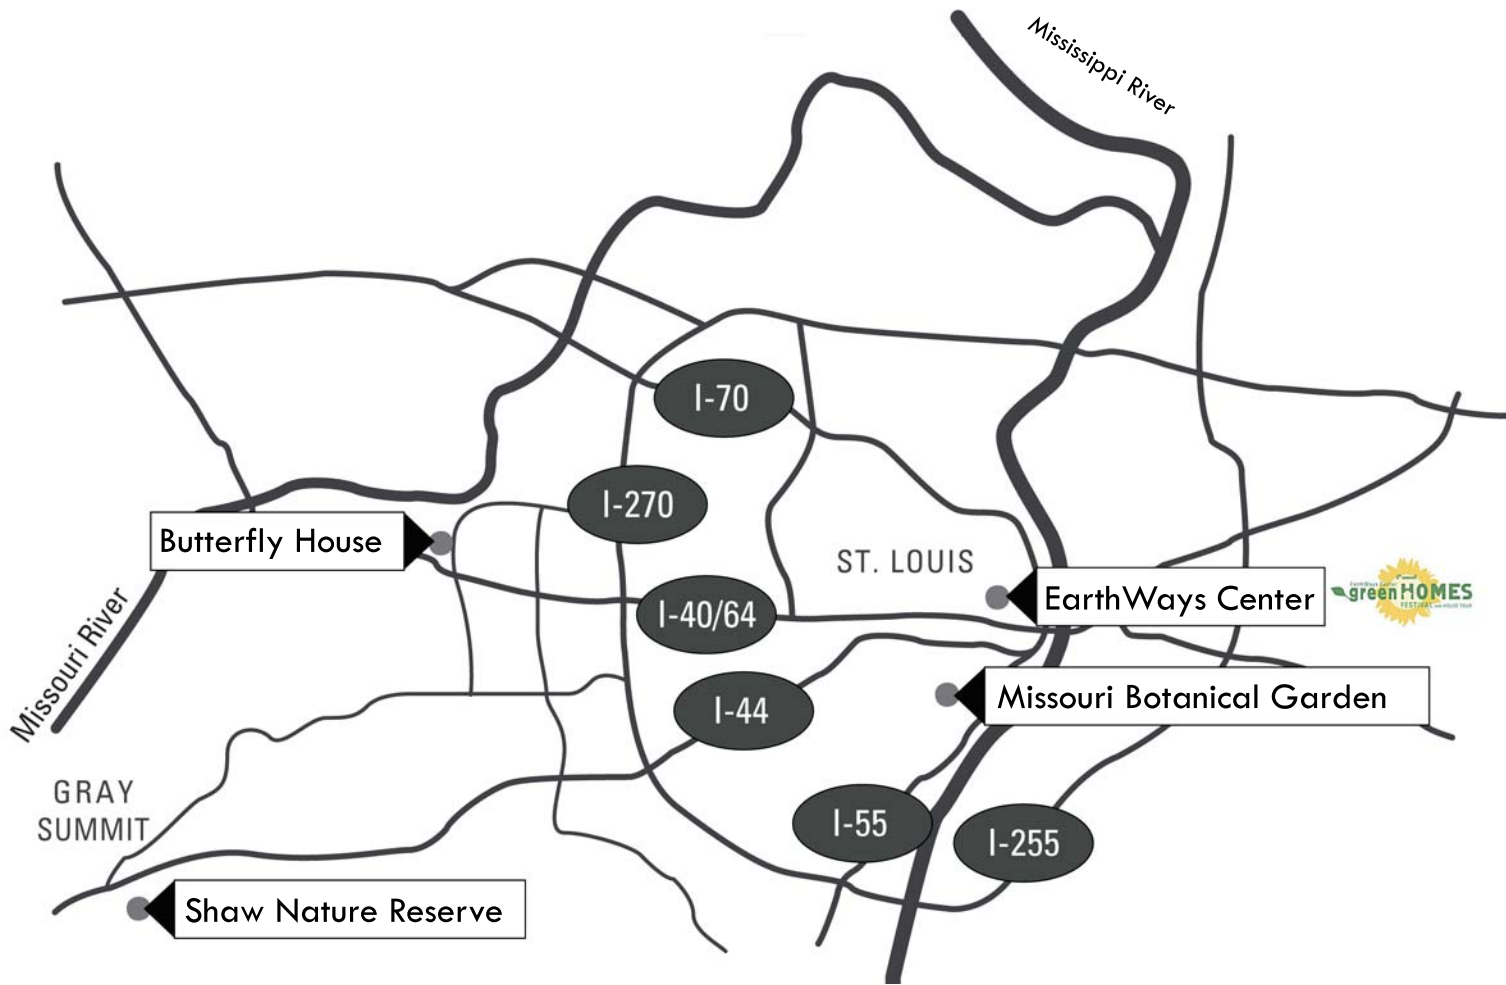 Mississippi River
I-70
I-270
Butterfly House
ST. LOUIS
EarthWays Center
greenHOMES
FESTIVAL
I-40/64
Missouri River
Missouri Botanical Garden
I-44
GRAY
SUMMIT
I-55
I-255
Shaw Nature Reserve